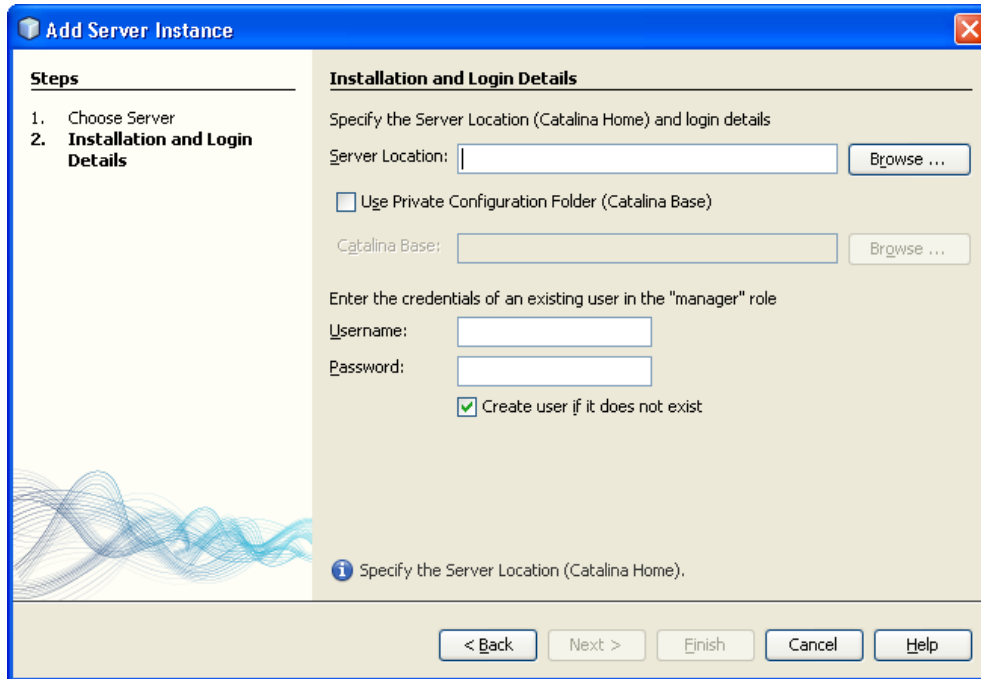 Add Server Instance
Steps
1. Choose Server
2. Installation and Login
Details
Installation and Login Details
Specify the Server Location (Catalina Home) and login details
Server Location:
Browse ...
Use Private Configuration Folder (Catalina Base)
Catalina Base:
Browse ...
Enter the credentials of an existing user in the "manager" role
Username:
Password:
Create user if it does not exist
Specify the Server Location (Catalina Home).
< Back
Next >
Finish
Cancel
Help